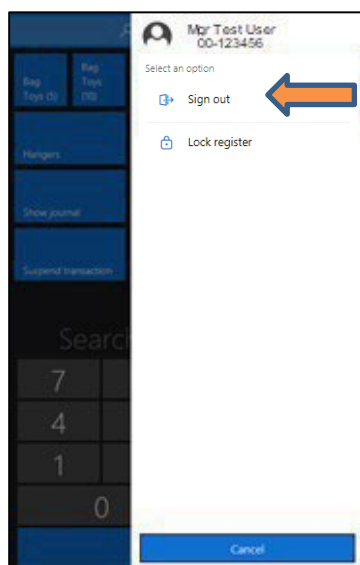 Mgr Test User
00-123456
Select an option
Sign out
Lock register
Bag
Toys (5)
Bag
Toys
(10)
Hangers
Show journal
Suspend transaction
Search
7
4
1
0
Cancel